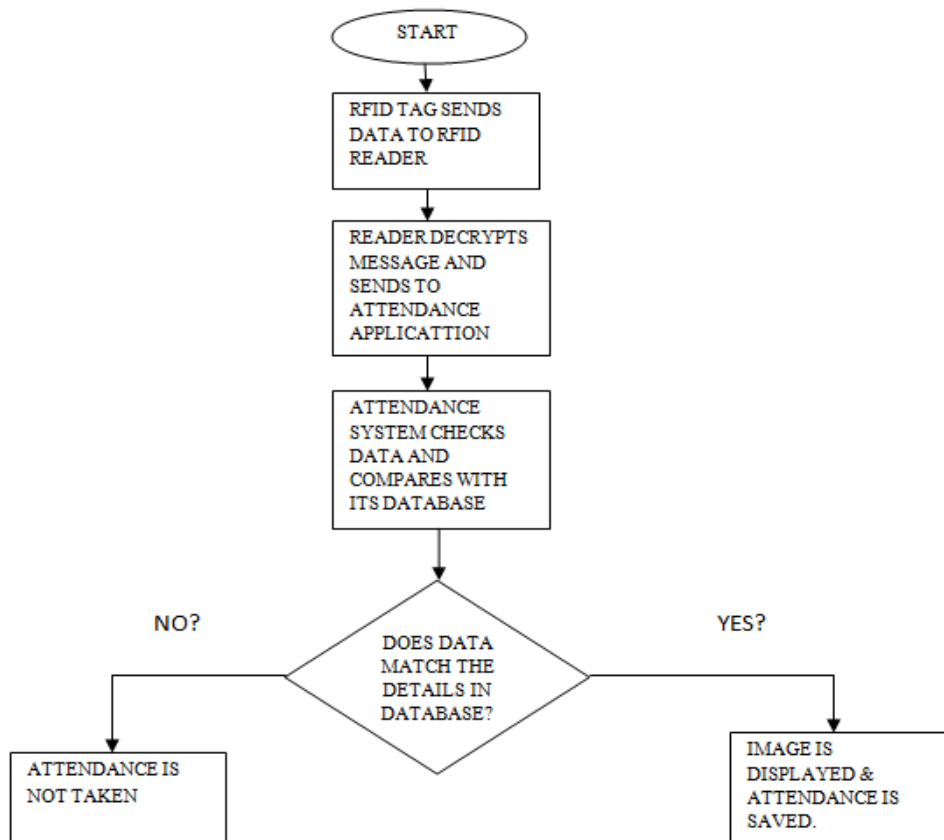 START
RFID TAG SENDS
DATA TO RFID
READER
READER DECRYPTS
MESSAGE AND
SENDS TO
ATTENDANCE
APPLICATTION
ATTENDANCE
SYSTEM CHECKS
DATA AND
COMPARES WITH
ITS DATABASE
NO?
YES?
DOES DATA
MATCH THE
DETAILS IN
DATABASE?
ATTENDANCE IS
NOT TAKEN
IMAGE IS
DISPLAYED &
ATTENDANCE IS
SAVED.